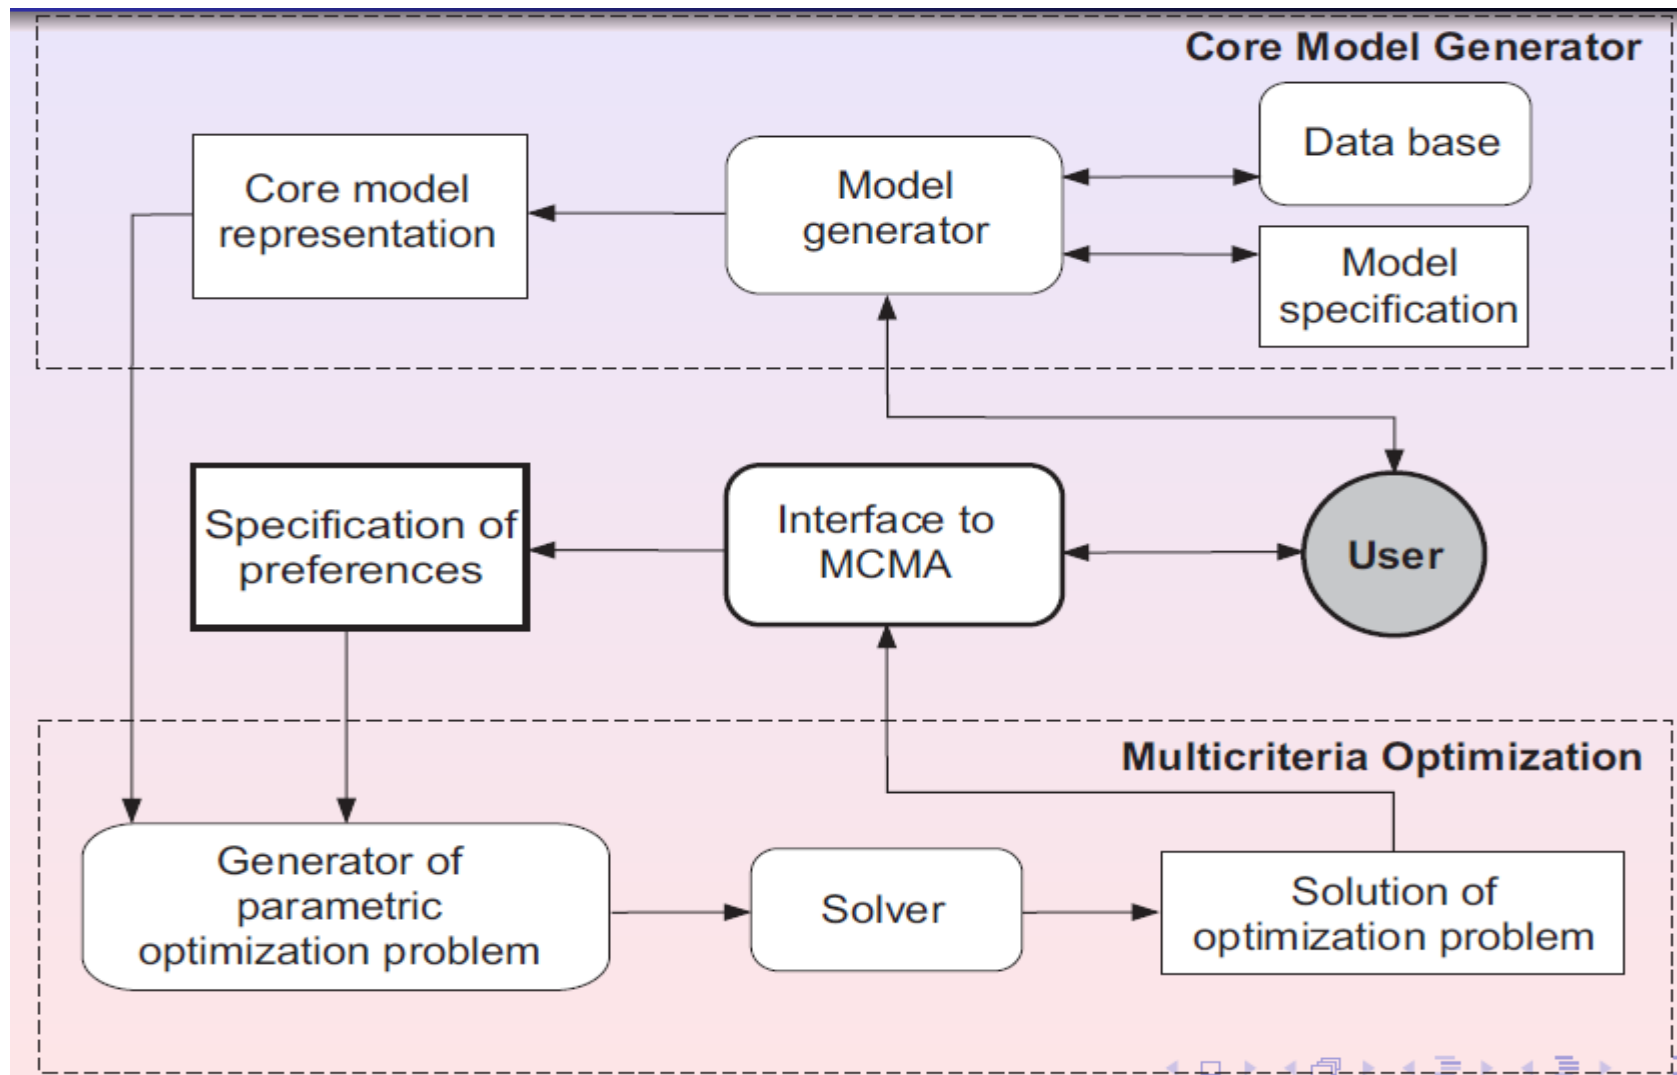 Core Model Generator
Data base
Core model
representation
Model
generator
Model
specification
Specification of
preferences
Interface to
MCMA
User
Multicriteria Optimization
Generator of
parametric
optimization problem
Solver
Solution of
optimization problem